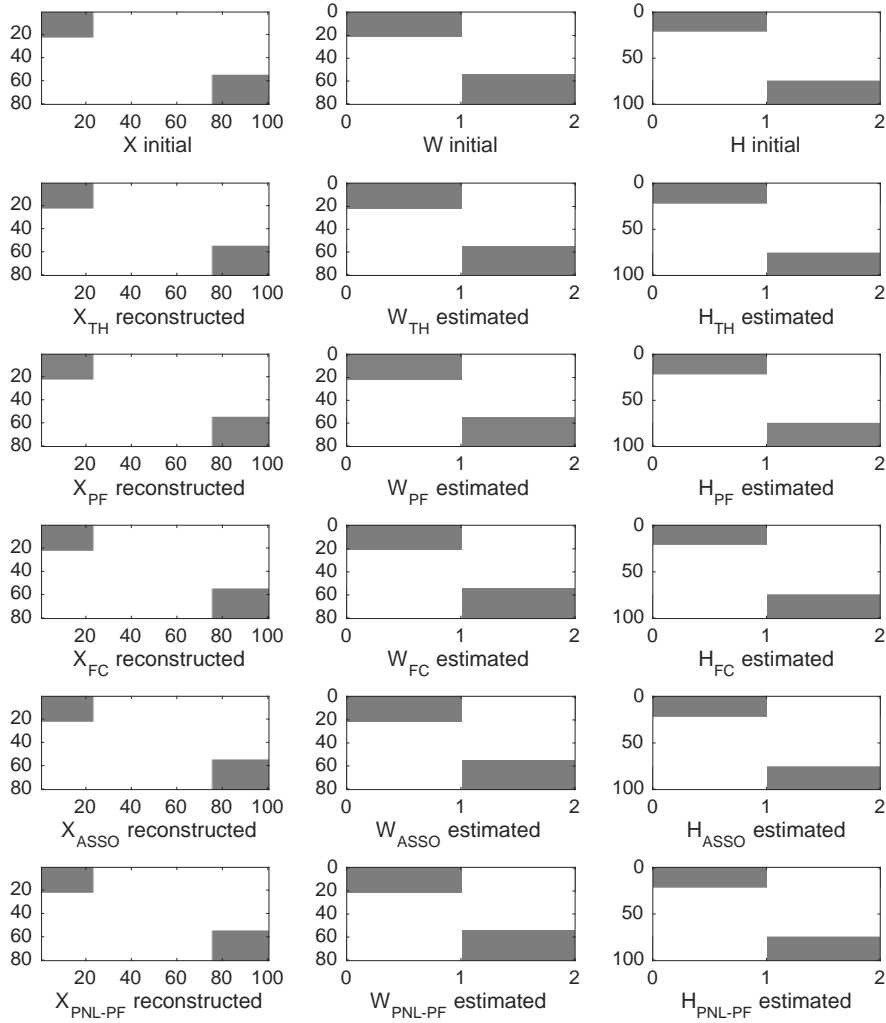 20
40
60
80
20 40 60 80 100
X initial
0
20
40
60
80
0 1 2
W initial
0
50
100
0 1 2
H initial
20
40
60
80
20 40 60 80 100
X_TH reconstructed
0
20
40
60
80
0 1 2
W_TH estimated
0
50
100
0 1 2
H_TH estimated
20
40
60
80
20 40 60 80 100
X_PF reconstructed
0
20
40
60
80
0 1 2
W_PF estimated
0
50
100
0 1 2
H_PF estimated
20
40
60
80
20 40 60 80 100
X_FC reconstructed
0
20
40
60
80
0 1 2
W_FC estimated
0
50
100
0 1 2
H_FC estimated
20
40
60
80
20 40 60 80 100
X_ASSO reconstructed
0
20
40
60
80
0 1 2
W_ASSO estimated
0
50
100
0 1 2
H_ASSO estimated
20
40
60
80
20 40 60 80 100
X_PNL-PF reconstructed
0
20
40
60
80
0 1 2
W_PNL-PF estimated
0
50
100
0 1 2
H_PNL-PF estimated